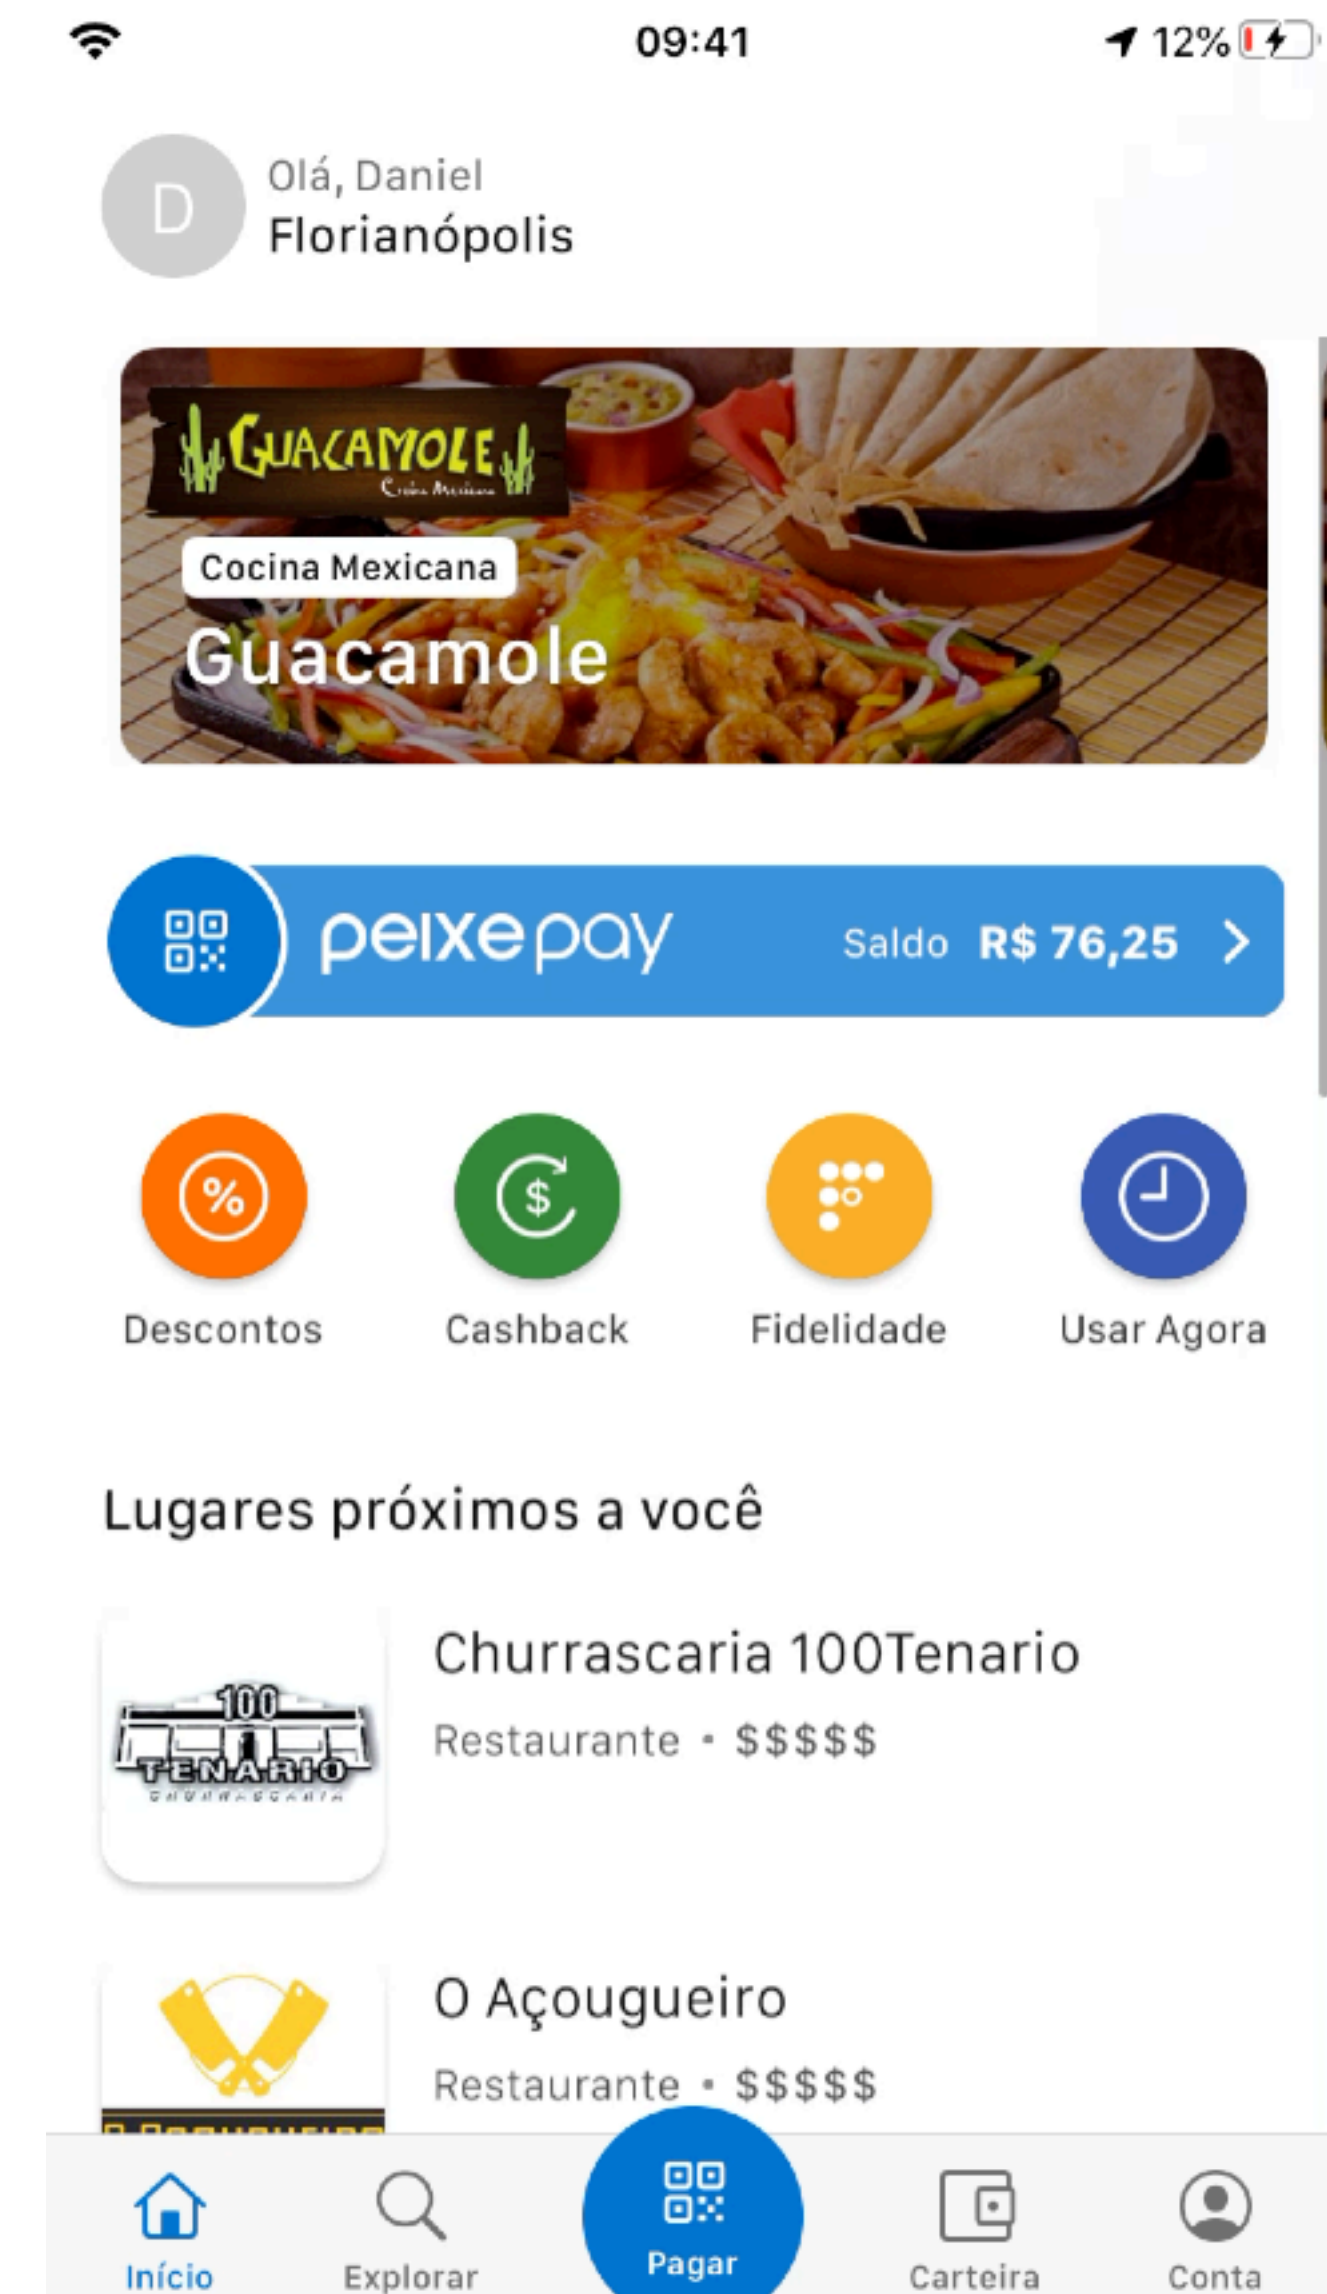 09:41
12%
D
Olá, Daniel
Florianópolis
GUACAMOLE
Cocina Mexicana
Guacamole
peixepay
Saldo R$ 76,25
Descontos
Cashback
Fidelidade
Usar Agora
Lugares próximos a você
100
TENARIO
CHURRASCARIA
Churrascaria 100Tenario
Restaurante • $$$$$
O Açougueiro
Restaurante • $$$$$
Início
Explorar
Pagar
Carteira
Conta